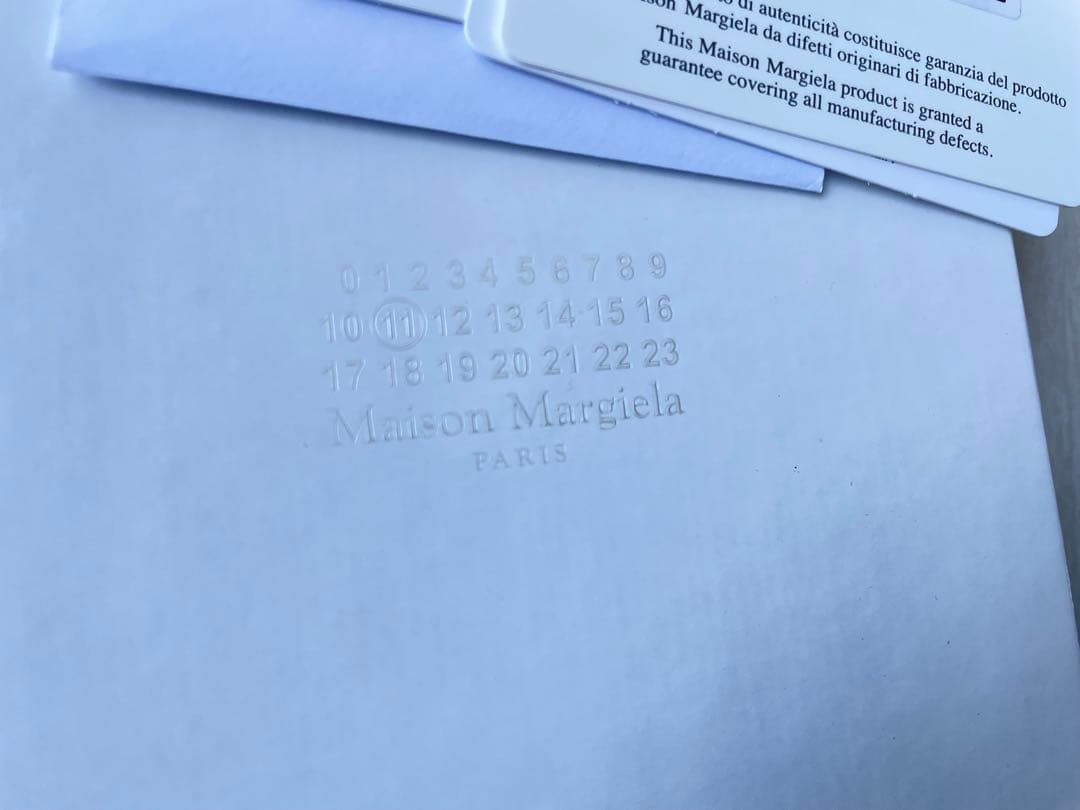 di autenticità costituisce garanzia del prodotto
Margiela da difetti originari di fabbricazione.
This Maison Margiela product is granted a
guarantee covering all manufacturing defects.
0 1 2 3 4 5 6 7 8 9
10 11 12 13 14 15 16
17 18 19 20 21 22 23
Maison Margiela
PARIS